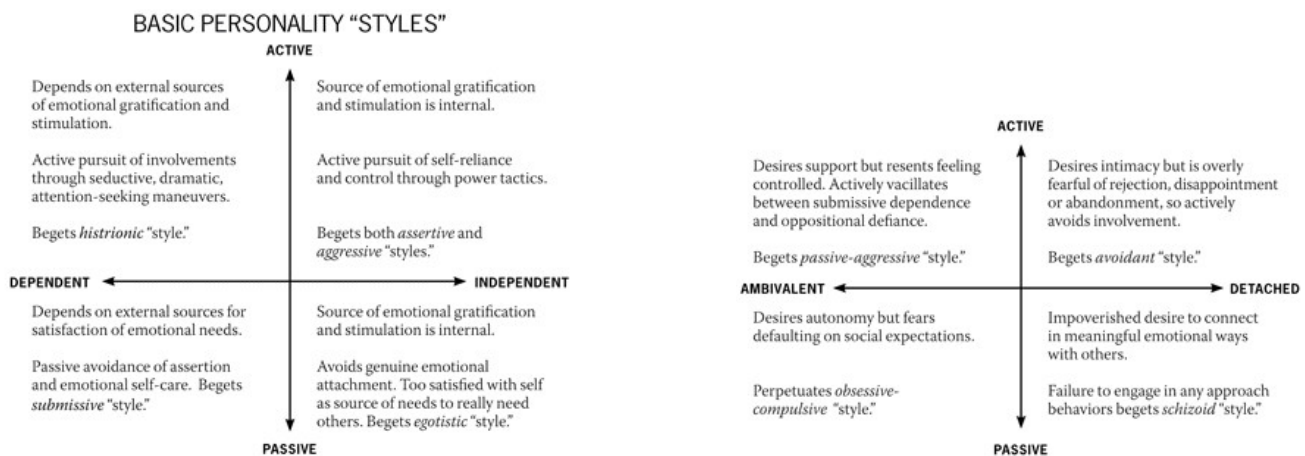 BASIC PERSONALITY “STYLES”
ACTIVE
Depends on external sources
of emotional gratification and
stimulation.
Active pursuit of involvements
through seductive, dramatic,
attention-seeking maneuvers.
Begets histrionic “style.”
Source of emotional gratification
and stimulation is internal.
Active pursuit of self-reliance
and control through power tactics.
Begets both assertive and
aggressive “styles.”
DEPENDENT
INDEPENDENT
Depends on external sources for
satisfaction of emotional needs.
Passive avoidance of assertion
and emotional self-care. Begets
submissive “style.”
Source of emotional gratification
and stimulation is internal.
Avoids genuine emotional
attachment. Too satisfied with self
as source of needs to really need
others. Begets egotistic “style.”
PASSIVE
ACTIVE
Desires support but resents feeling
controlled. Actively vacillates
between submissive dependence
and oppositional defiance.
Begets passive-aggressive “style.”
Desires intimacy but is overly
fearful of rejection, disappointment
or abandonment, so actively
avoids involvement.
Begets avoidant “style.”
AMBIVALENT
DETACHED
Desires autonomy but fears
defaulting on social expectations.
Perpetuates obsessive-
compulsive “style.”
Impoverished desire to connect
in meaningful emotional ways
with others.
Failure to engage in any approach
behaviors begets schizoid “style.”
PASSIVE